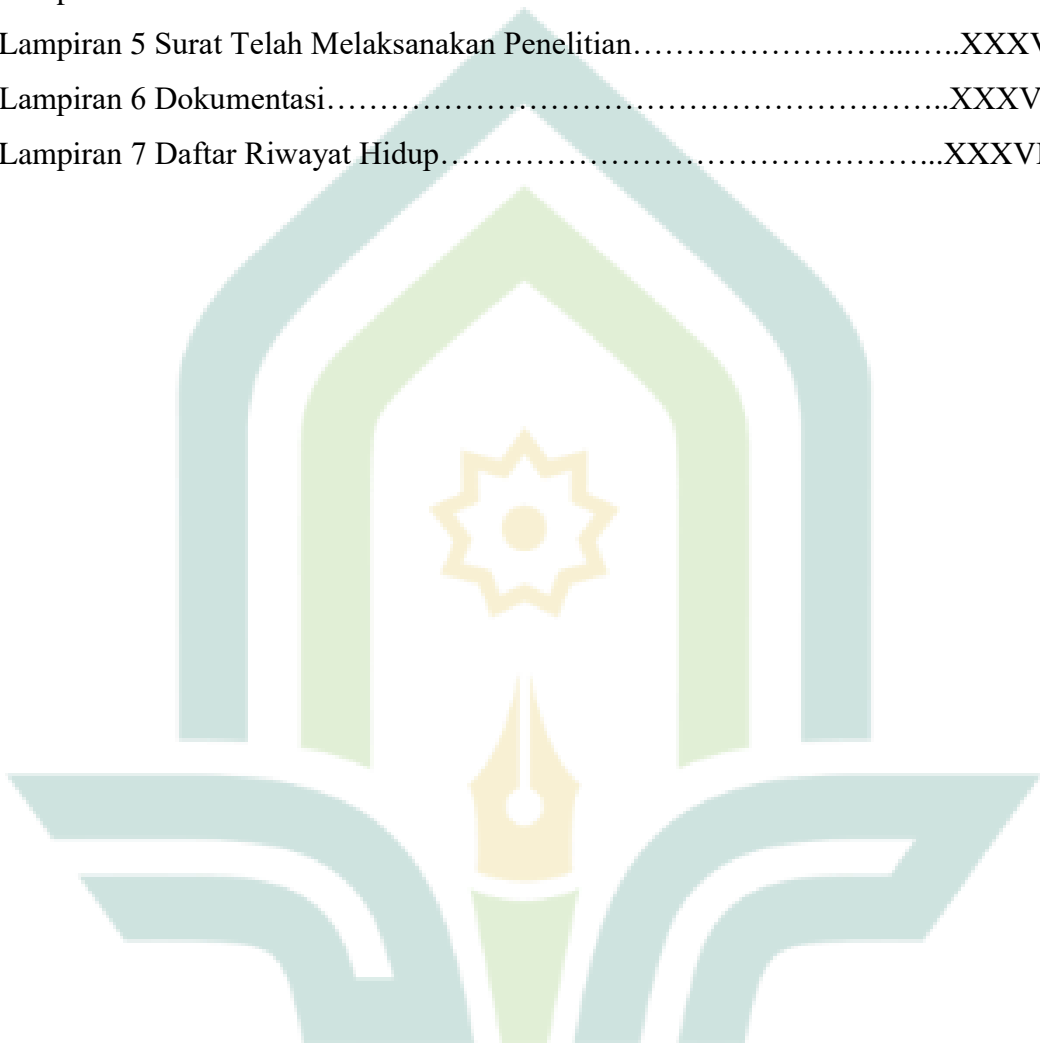 Lampiran 5 Surat Telah Melaksanakan Penelitian……………………...…..XXXV
Lampiran 6 Dokumentasi……………………………………………………..XXXV
Lampiran 7 Daftar Riwayat Hidup…………………………………………...XXXVI